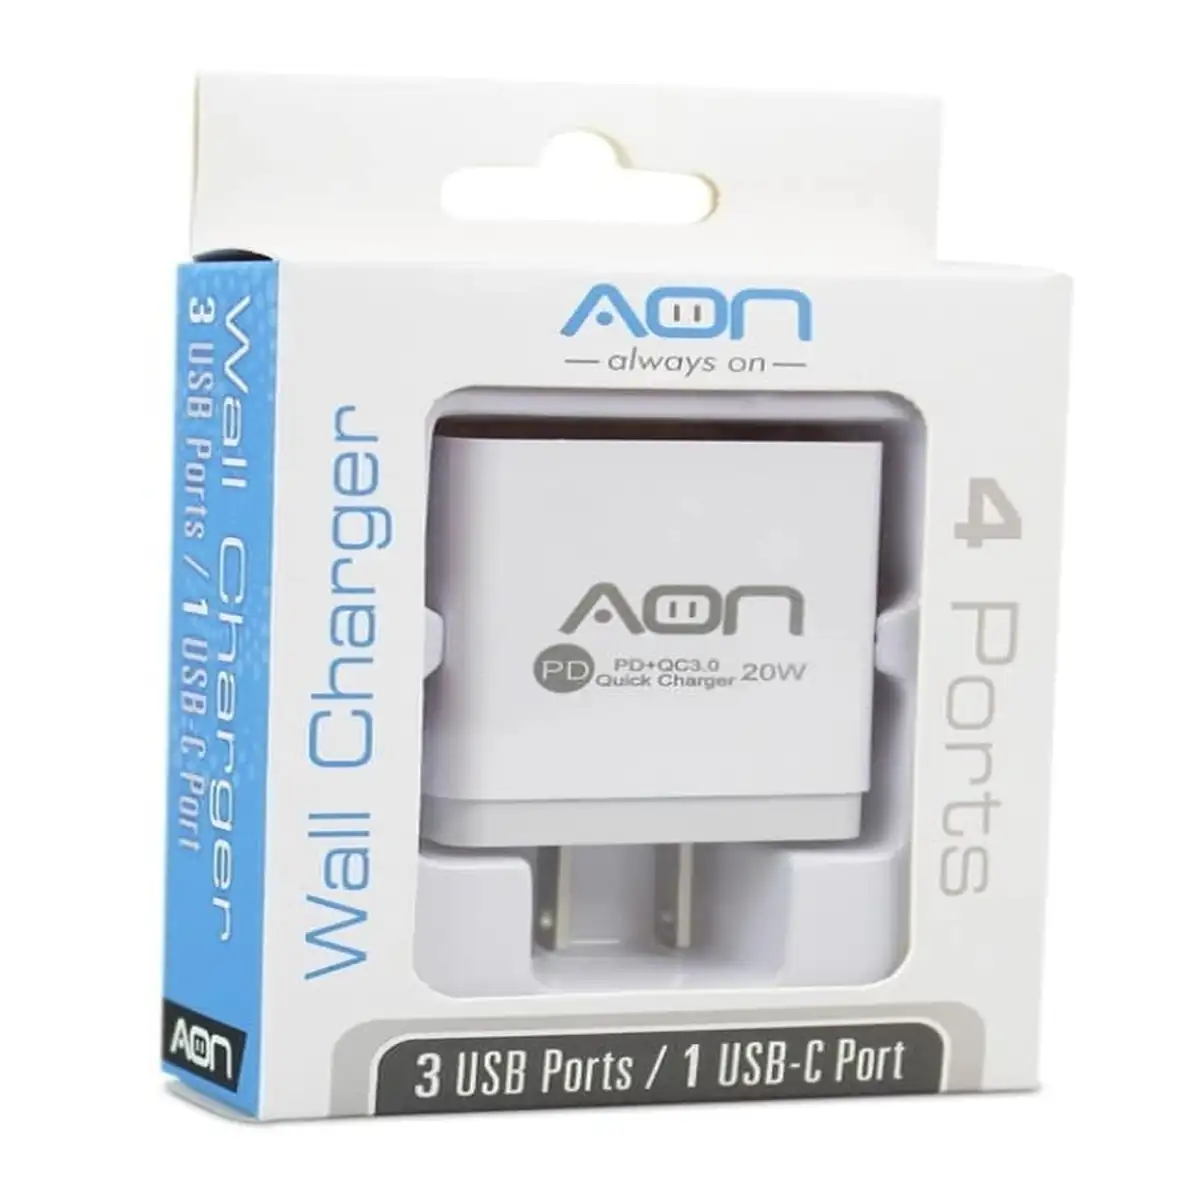 AON
always on
Wall Charger
3 USB Ports / 1 USB-C Port
AON
Wall Charger
4 Ports
AON
PD
PD+QC3.0
Quick Charger
20W
3 USB Ports / 1 USB-C Port